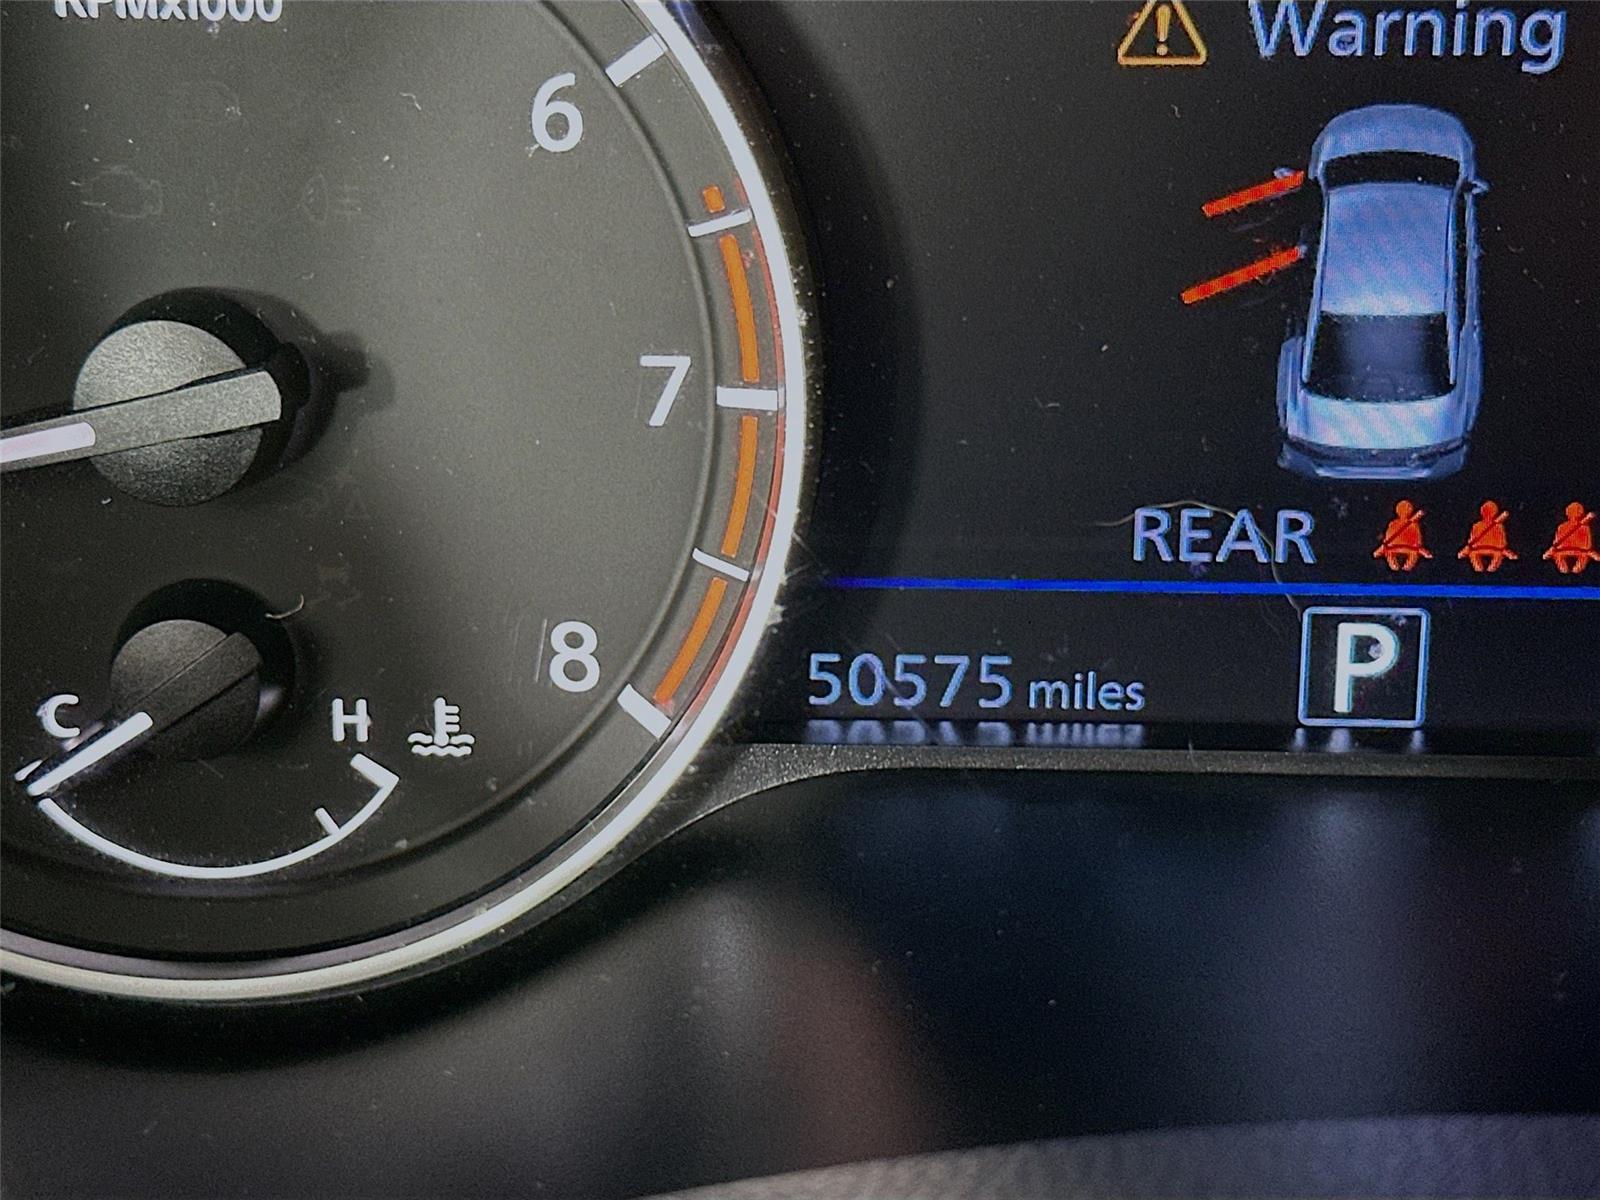 RPMx1000
6
7
8
C
H
Warning
REAR
50575 miles
P